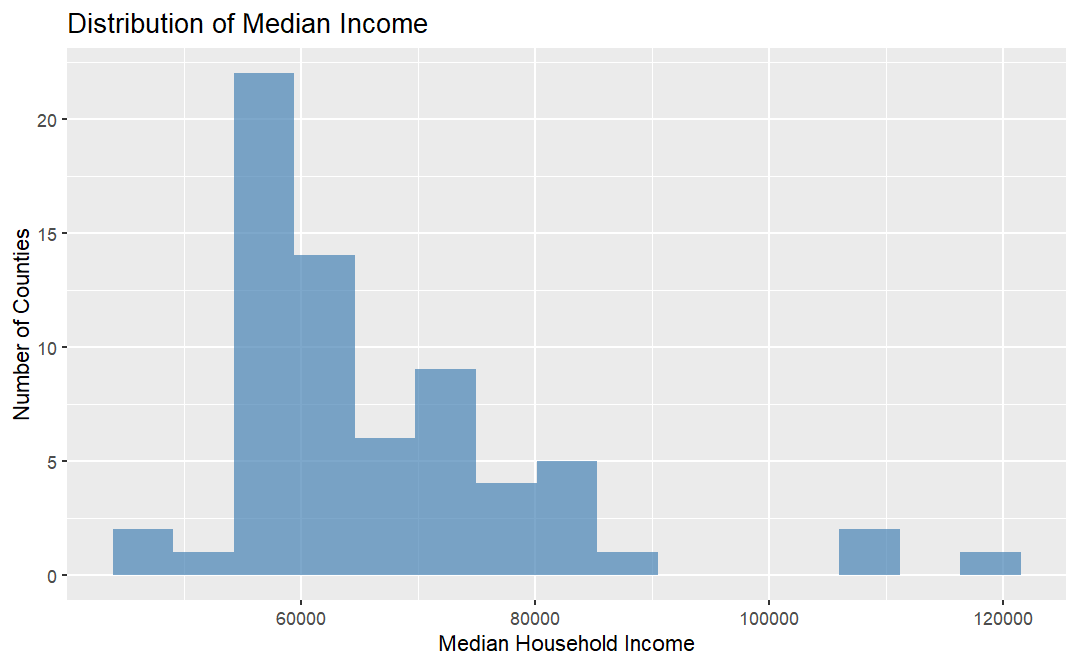 Distribution of Median Income
20
15
10
5
0
Number of Counties
60000 80000 100000 120000
Median Household Income